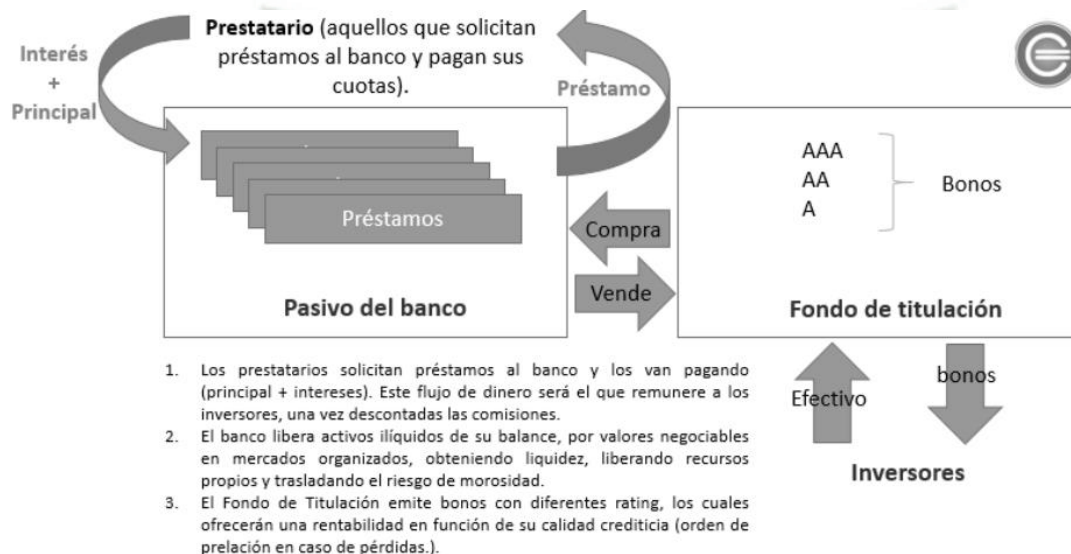 Prestatario (aquellos que solicitan
préstamos al banco y pagan sus
cuotas).
Interés
+
Principal
Préstamo
Préstamos
Pasivo del banco
Compra
Vende
AAA
AA
A
Bonos
Fondo de titulación
Efectivo
bonos
Inversores
1. Los prestatarios solicitan préstamos al banco y los van pagando
(principal + intereses). Este flujo de dinero será el que remunere a los
inversores, una vez descontadas las comisiones.
2. El banco libera activos ilíquidos de su balance, por valores negociables
en mercados organizados, obteniendo liquidez, liberando recursos
propios y trasladando el riesgo de morosidad.
3. El Fondo de Titulación emite bonos con diferentes rating, los cuales
ofrecerán una rentabilidad en función de su calidad crediticia (orden de
prelación en caso de pérdidas.).